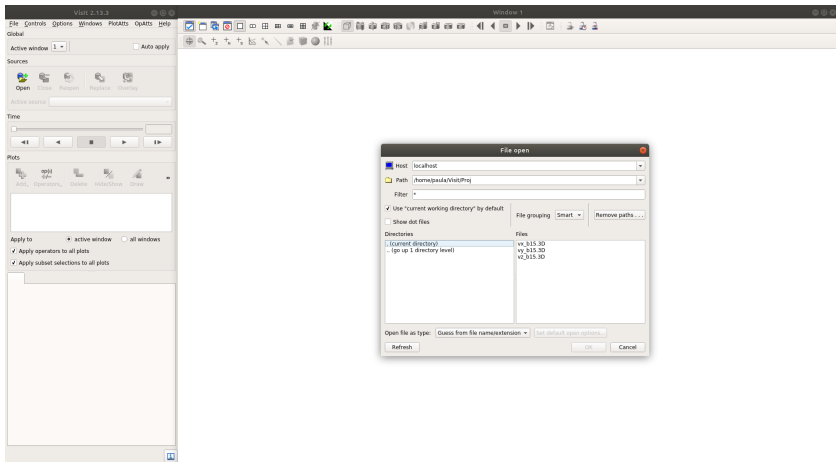 Visit 2.13.3
File Controls Options Windows PlotAtts OpAtts Help
Global
Active window 1
Auto apply
Sources
Open Close Reopen Replace Overlay
Active source
Time
Plots
Add Operators Delete Hide/Show Draw
Apply to active window all windows
Apply operators to all plots
Apply subset selections to all plots
Window 1
File open
Host localhost
Path /home/paula/Visit/Proj
Filter *
Use "current working directory" by default
Show dot files
File grouping Smart
Remove paths . . .
Directories
. (current directory)
.. (go up 1 directory level)
Files
vx_b15.3D
vy_b15.3D
vz_b15.3D
Open file as type: Guess from file name/extension Set default open options...
Refresh OK Cancel